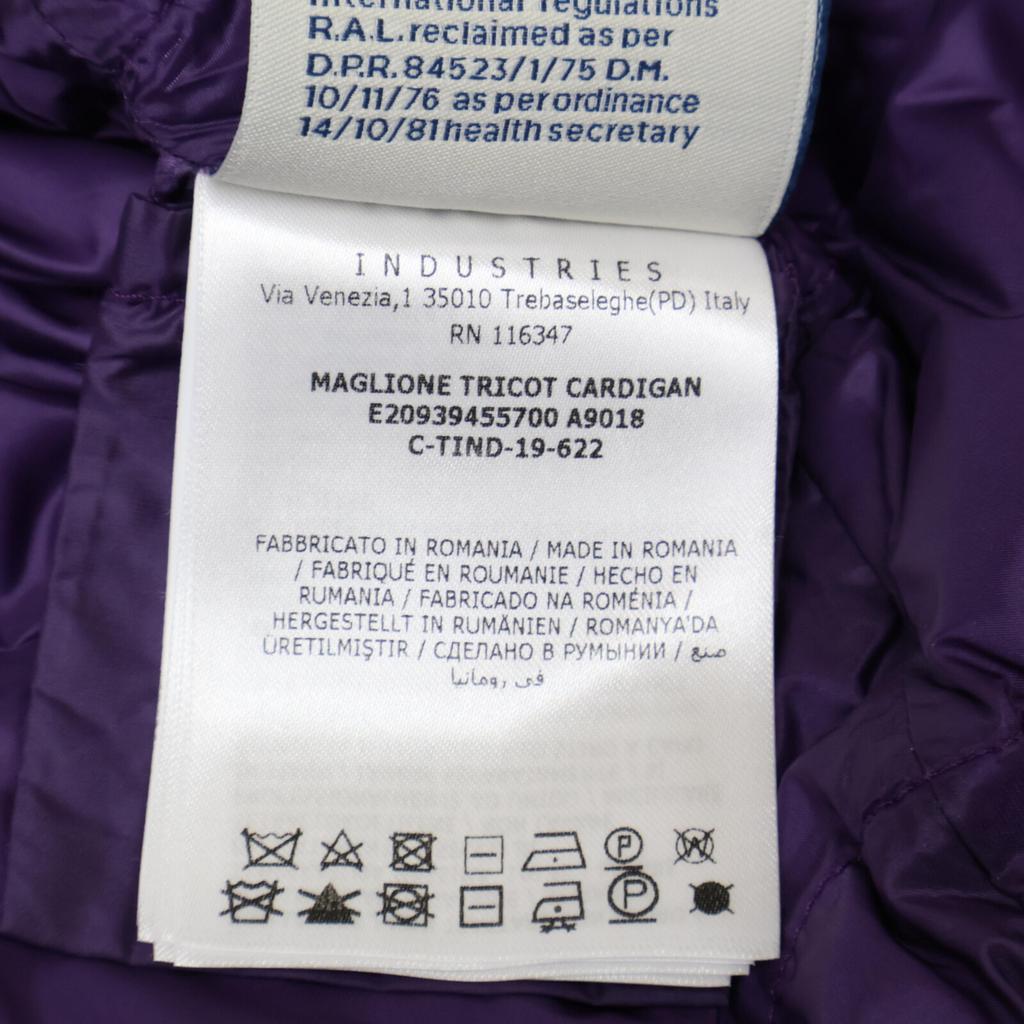 International regulations
R.A.L. reclaimed as per
D.P.R. 84523/1/75 D.M.
10/11/76 as per ordinance
14/10/81 health secretary
INDUSTRIES
Via Venezia,1 35010 Trebaseleghe(PD) Italy
RN 116347
MAGLIONE TRICOT CARDIGAN
E20939455700 A9018
C-TIND-19-622
FABBRICATO IN ROMANIA / MADE IN ROMANIA
/ FABRIQUÉ EN ROUMANIE / HECHO EN
RUMANIA / FABRICADO NA ROMÉNIA /
HERGESTELLT IN RUMÄNIEN / ROMANYA'DA
ÜRETILMIŞTIR / СДЕЛАНО В РУМЫНИИ / صنع
في رومانيا
P W
P